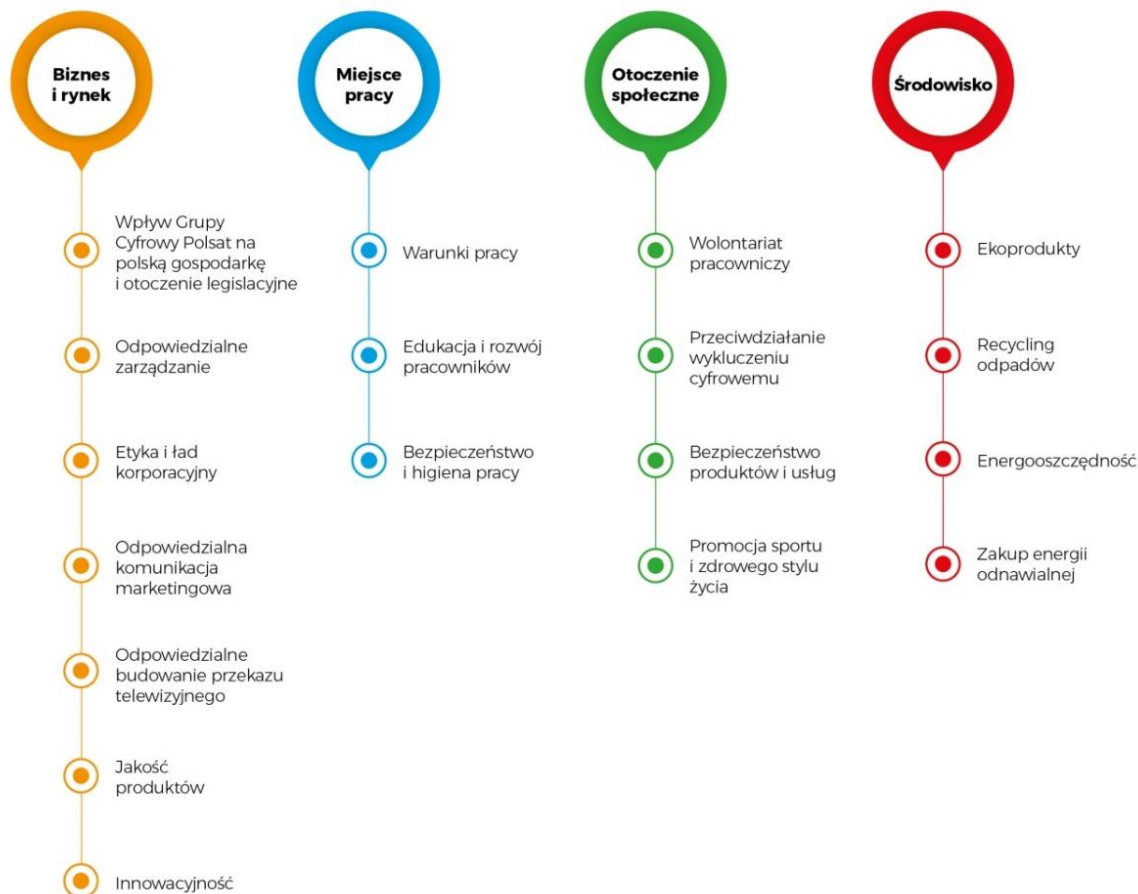 Biznes
i rynek
Wpływ Grupy
Cyfrowy Polsat na
polską gospodarkę
i otoczenie legislacyjne
Odpowiedzialne
zarządzanie
Etyka i ład
korporacyjny
Odpowiedzialna
komunikacja
marketingowa
Odpowiedzialne
budowanie przekazu
telewizyjnego
Jakość
produktów
Innowacyjność
Miejsce
pracy
Warunki pracy
Edukacja i rozwój
pracowników
Bezpieczeństwo
i higiena pracy
Otoczenie
społeczne
Wolontariat
pracowniczy
Przeciwdziałanie
wykluczeniu
cyfrowemu
Bezpieczeństwo
produktów i usług
Promocja sportu
i zdrowego stylu
życia
Środowisko
Ekoprodukty
Recycling
odpadów
Energooszczędność
Zakup energii
odnawialnej